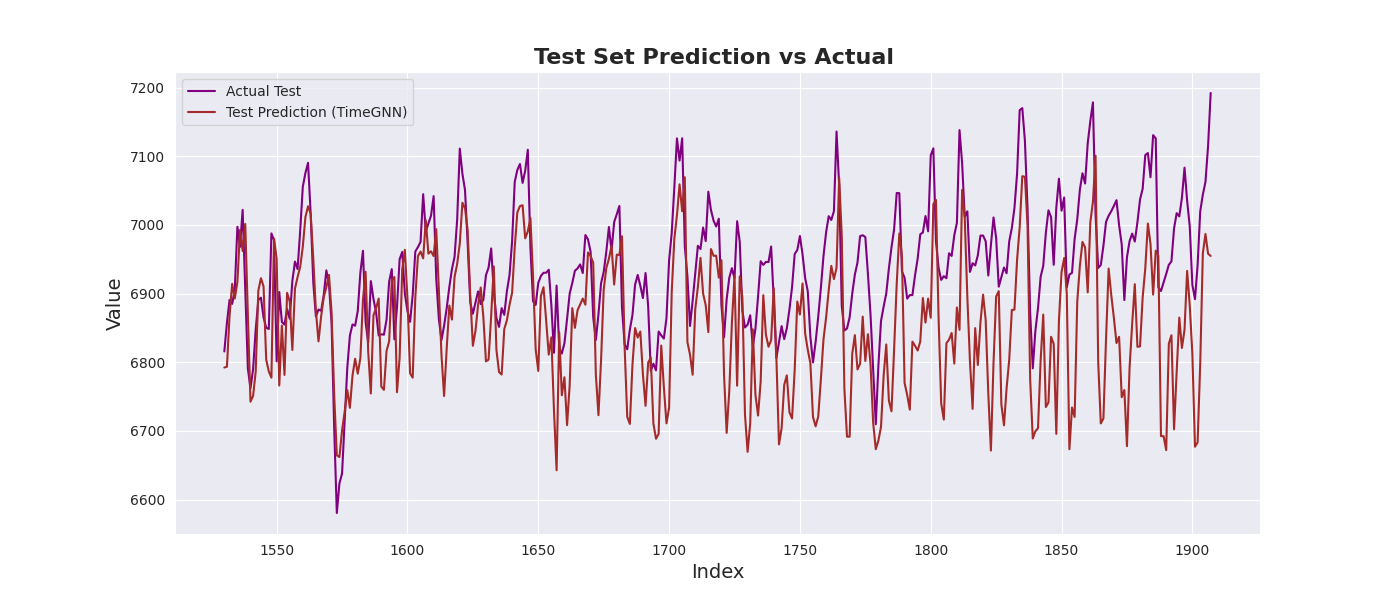 Test Set Prediction vs Actual
Actual Test
Test Prediction (TimeGNN)
7200
7100
7000
6900
6800
6700
6600
Value
1550 1600 1650 1700 1750 1800 1850 1900
Index